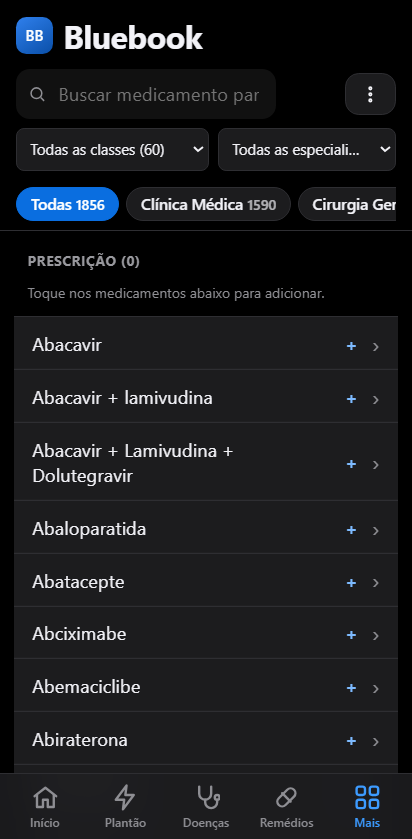 BB Bluebook
Buscar medicamento par
Todas as classes (60) Todas as especiali...
Todas 1856 Clínica Médica 1590 Cirurgia Ger
PRESCRIÇÃO (0)
Toque nos medicamentos abaixo para adicionar.
Abacavir + ›
Abacavir + lamivudina + ›
Abacavir + Lamivudina +
Dolutegravir + ›
Abaloparatida + ›
Abatacepte + ›
Abciximabe + ›
Abemaciclibe + ›
Abiraterona + ›
Início Plantão Doenças Remédios Mais